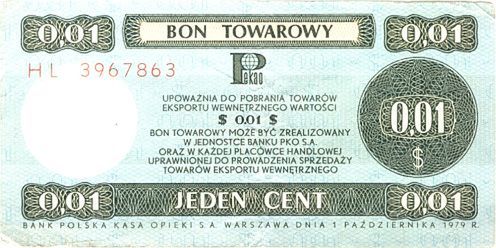 0,01 BON TOWAROWY 0,01
HL 3967863
Pekao
UPOWAŻNIA DO POBRANIA TOWARÓW
EKSPORTU WEWNĘTRZNEGO WARTOŚCI
$ 0.01 $
BON TOWAROWY MOŻE BYĆ ZREALIZOWANY
W JEDNOSTCE BANKU PKO S.A.
ORAZ W KAŻDEJ PLACÓWCE HANDLOWEJ
UPRAWNIONEJ DO PROWADZENIA SPRZEDAŻY
TOWARÓW EKSPORTU WEWNĘTRZNEGO
0,01
$
0,01 JEDEN CENT 0,01
BANK POLSKA KASA OPIEKI S.A. WARSZAWA DNIA 1 PAŹDZIERNIKA 1979 R.